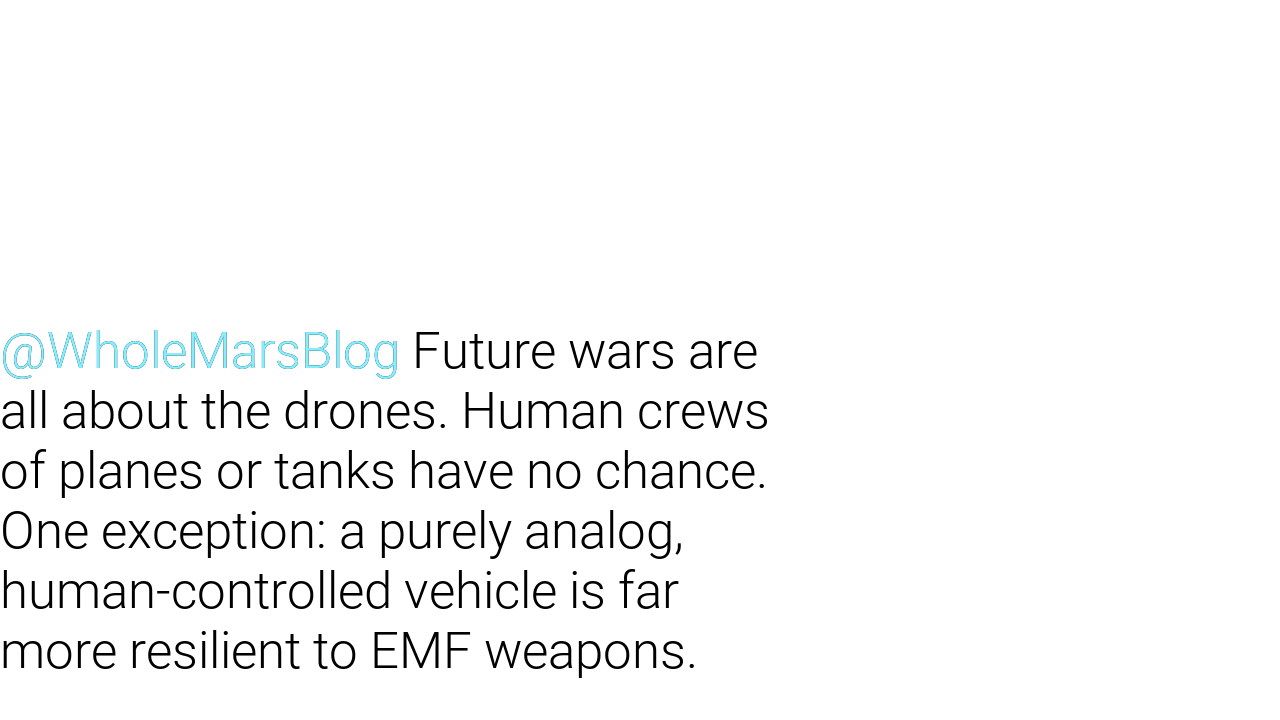 @WholeMarsBlog Future wars are
all about the drones. Human crews
of planes or tanks have no chance.
One exception: a purely analog,
human-controlled vehicle is far
more resilient to EMF weapons.